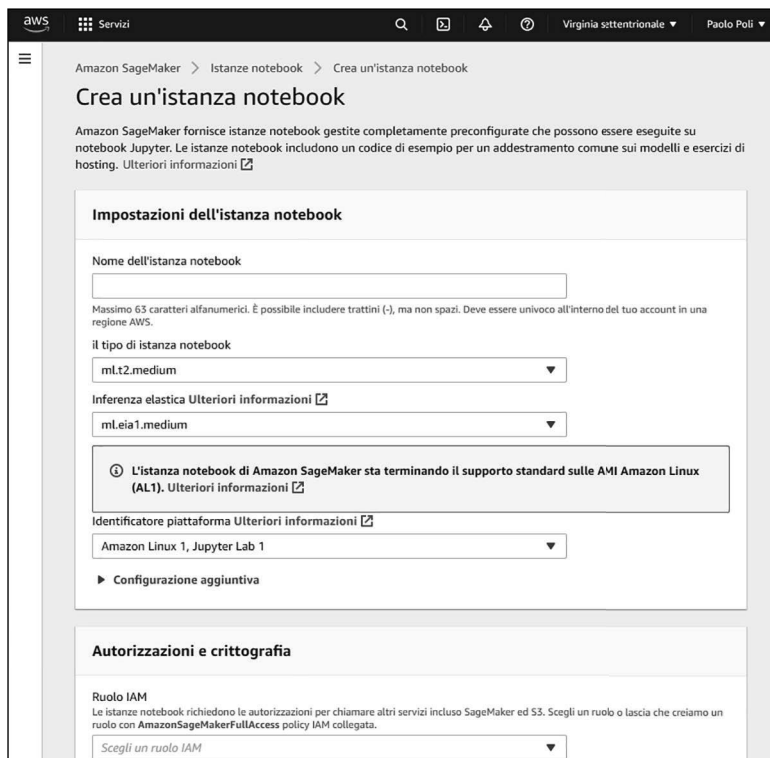 aws Servizi Virginia settentrionale Paolo Poli
Amazon SageMaker > Istanze notebook > Crea un'istanza notebook
Crea un'istanza notebook
Amazon SageMaker fornisce istanze notebook gestite completamente preconfigurate che possono essere eseguite su
notebook Jupyter. Le istanze notebook includono un codice di esempio per un addestramento comune sui modelli e esercizi di
hosting. Ulteriori informazioni
Impostazioni dell'istanza notebook
Nome dell'istanza notebook
Massimo 63 caratteri alfanumerici. È possibile includere trattini (-), ma non spazi. Deve essere univoco all'interno del tuo account in una
regione AWS.
il tipo di istanza notebook
ml.t2.medium
Inferenza elastica Ulteriori informazioni
ml.eia1.medium
L'istanza notebook di Amazon SageMaker sta terminando il supporto standard sulle AMI Amazon Linux
(AL1). Ulteriori informazioni
Identificatore piattaforma Ulteriori informazioni
Amazon Linux 1, Jupyter Lab 1
Configurazione aggiuntiva
Autorizzazioni e crittografia
Ruolo IAM
Le istanze notebook richiedono le autorizzazioni per chiamare altri servizi incluso SageMaker ed S3. Scegli un ruolo o lascia che creiamo un
ruolo con AmazonSageMakerFullAccess policy IAM collegata.
Scegli un ruolo IAM